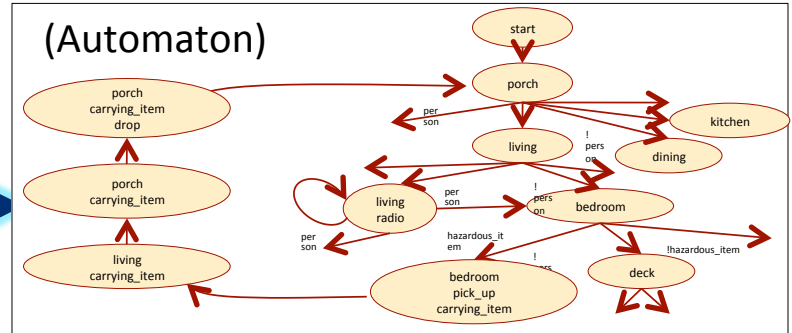 (Automaton)
start
porch
porch
carrying_item
drop
per
son
kitchen
living
!
pers
on
dining
porch
carrying_item
living
radio
per
son
!
pers
on
bedroom
per
son
hazardous_it
em
!hazardous_item
living
carrying_item
!
pers
bedroom
pick_up
carrying_item
deck